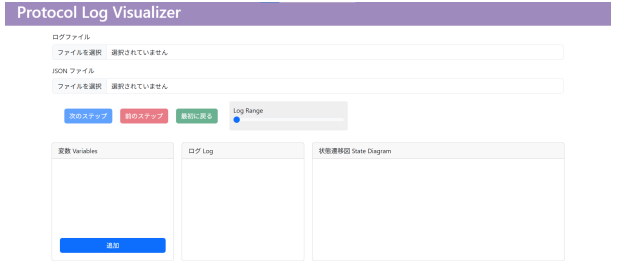 Protocol Log Visualizer
ログファイル
ファイルを選択 選択されていません
JSON ファイル
ファイルを選択 選択されていません
次のステップ 前のステップ 最初に戻る Log Range
変数 Variables ログ Log 状態遷移図 State Diagram
追加